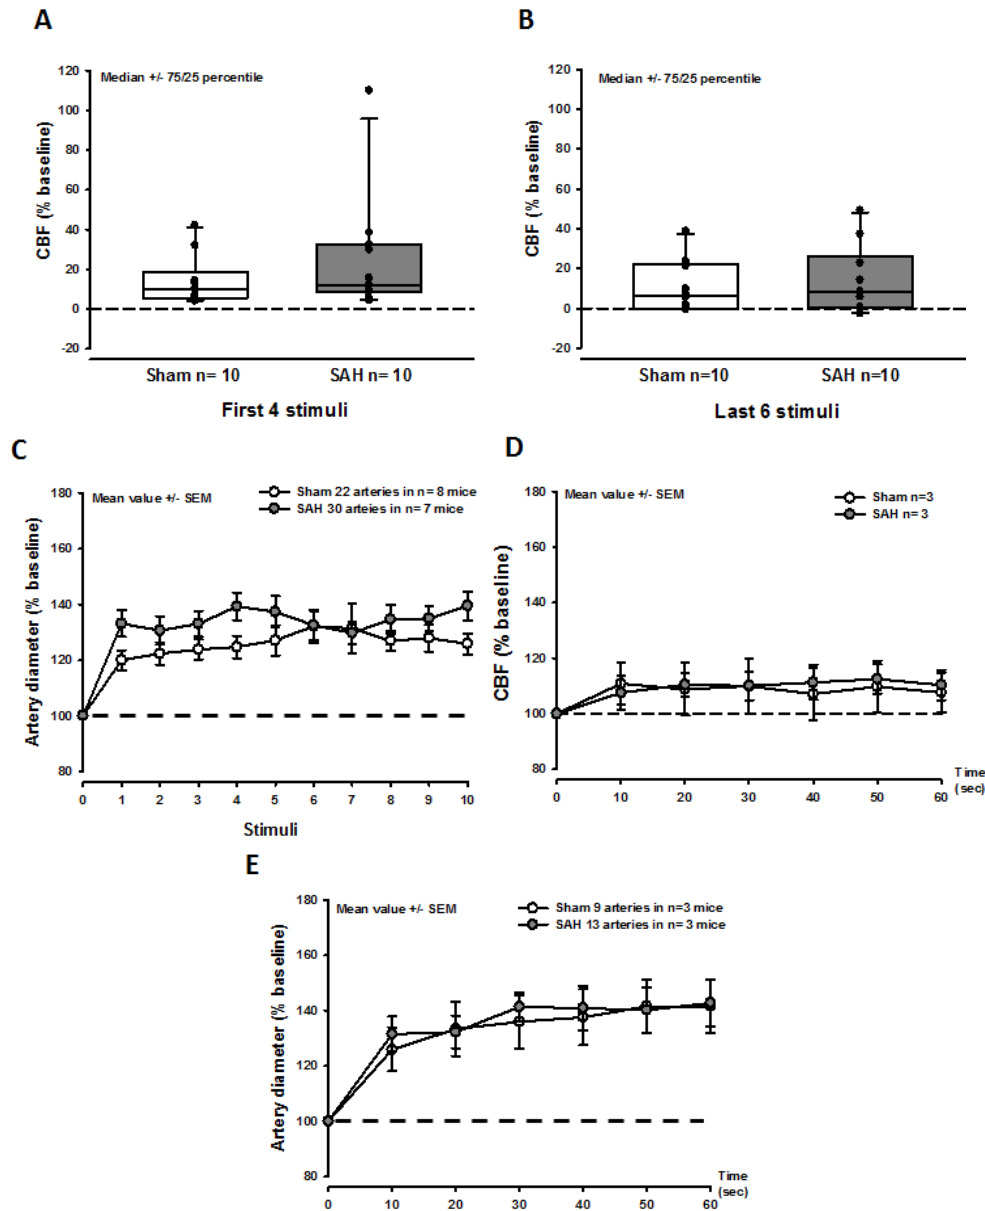 A
Median +/- 75/25 percentile
CBF (% baseline)
120
100
80
60
40
20
0
-20
Sham n= 10
SAH n= 10
First 4 stimuli
B
Median +/- 75/25 percentile
CBF (% baseline)
120
100
80
60
40
20
0
-20
Sham n=10
SAH n=10
Last 6 stimuli
C
Mean value +/- SEM
Sham 22 arteries in n= 8 mice
SAH 30 arteies in n= 7 mice
Artery diameter (% baseline)
180
160
140
120
100
80
0 1 2 3 4 5 6 7 8 9 10
Stimuli
D
Mean value +/- SEM
Sham n=3
SAH n= 3
CBF (% baseline)
180
160
140
120
100
80
0 10 20 30 40 50 60
Time
(sec)
E
Mean value +/- SEM
Sham 9 arteries in n=3 mice
SAH 13 arteries in n= 3 mice
Artery diameter (% baseline)
180
160
140
120
100
80
0 10 20 30 40 50 60
Time
(sec)